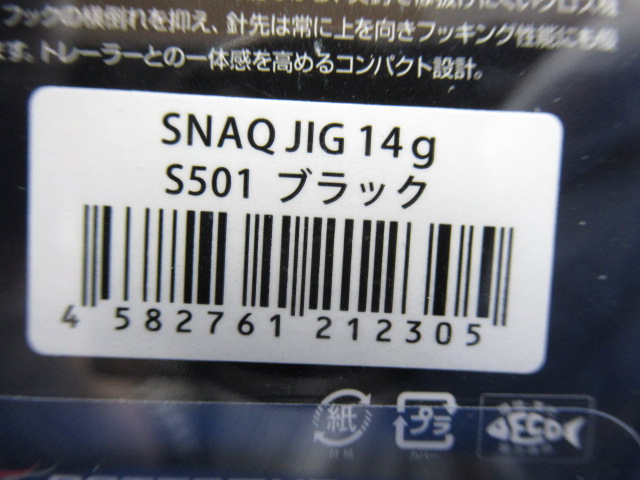 フックの横倒れを抑え、針先は常に上を向きフッキング性能にも
ます。トレーラーとの一体感を高めるコンパクト設計。
SNAQ JIG 14g
S501 ブラック
4 582761 212305
紙
プラ
ECO